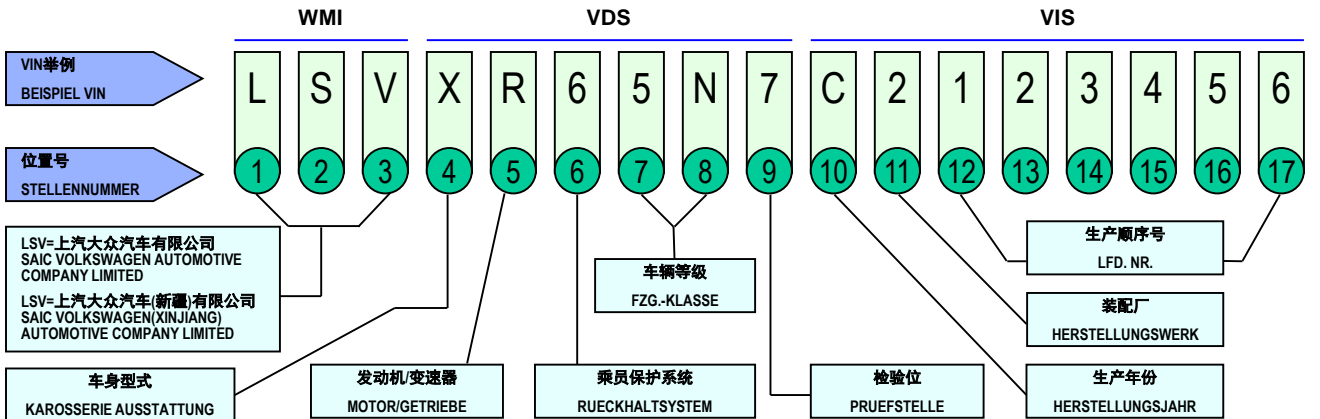 WMI VDS VIS
VIN举例
BEISPIEL VIN
L S V X R 6 5 N 7 C 2 1 2 3 4 5 6
位置号
STELLENNUMMER
1 2 3 4 5 6 7 8 9 10 11 12 13 14 15 16 17
LSV=上汽大众汽车有限公司
SAIC VOLKSWAGEN AUTOMOTIVE
COMPANY LIMITED
LSV=上汽大众汽车(新疆)有限公司
SAIC VOLKSWAGEN(XINJIANG)
AUTOMOTIVE COMPANY LIMITED
车辆等级
FZG.-KLASSE
生产顺序号
LFD. NR.
装配厂
HERSTELLUNGSWERK
车身型式
KAROSSERIE AUSSTATTUNG
发动机/变速器
MOTOR/GETRIEBE
乘员保护系统
RUECKHALTSYSTEM
检验位
PRUEFSTELLE
生产年份
HERSTELLUNGSJAHR